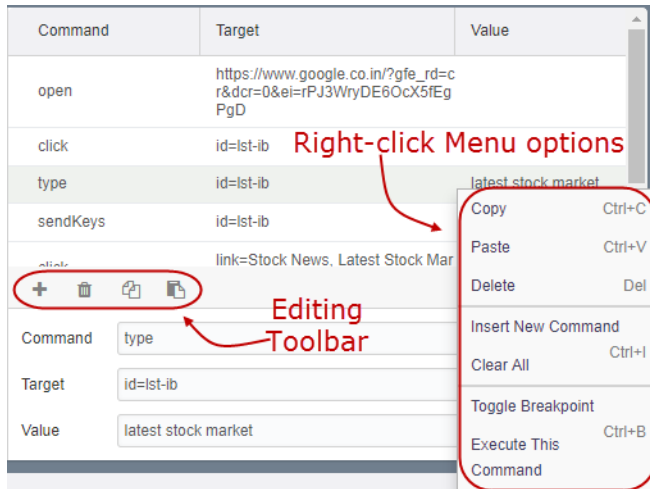 Command Target Value
open https://www.google.co.in/?gfe_rd=c
r&dcr=0&ei=rPJ3WryDE6OcX5fEg
PgD
click id=lst-ib
Right-click Menu options
type id=lst-ib latest stock market
sendKeys id=lst-ib
click link=Stock News, Latest Stock Mar
Copy Ctrl+C
Paste Ctrl+V
Delete Del
Insert New Command
Ctrl+I
Clear All
Toggle Breakpoint
Ctrl+B
Execute This
Command
Editing
Toolbar
Command type
Target id=lst-ib
Value latest stock market